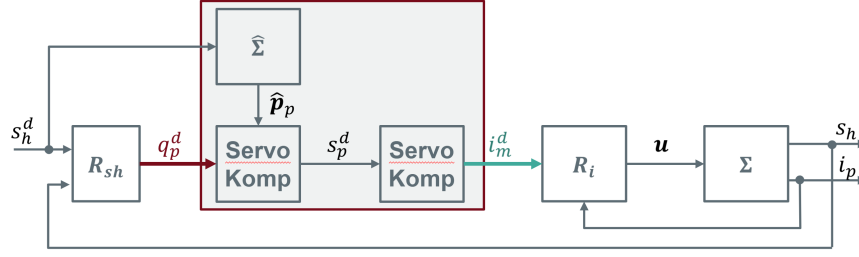 Σ̂
p̂_p
s_h^d
R_sh
q_p^d
Servo
Komp
s_p^d
Servo
Komp
i_m^d
R_i
u
Σ
s_h
i_p